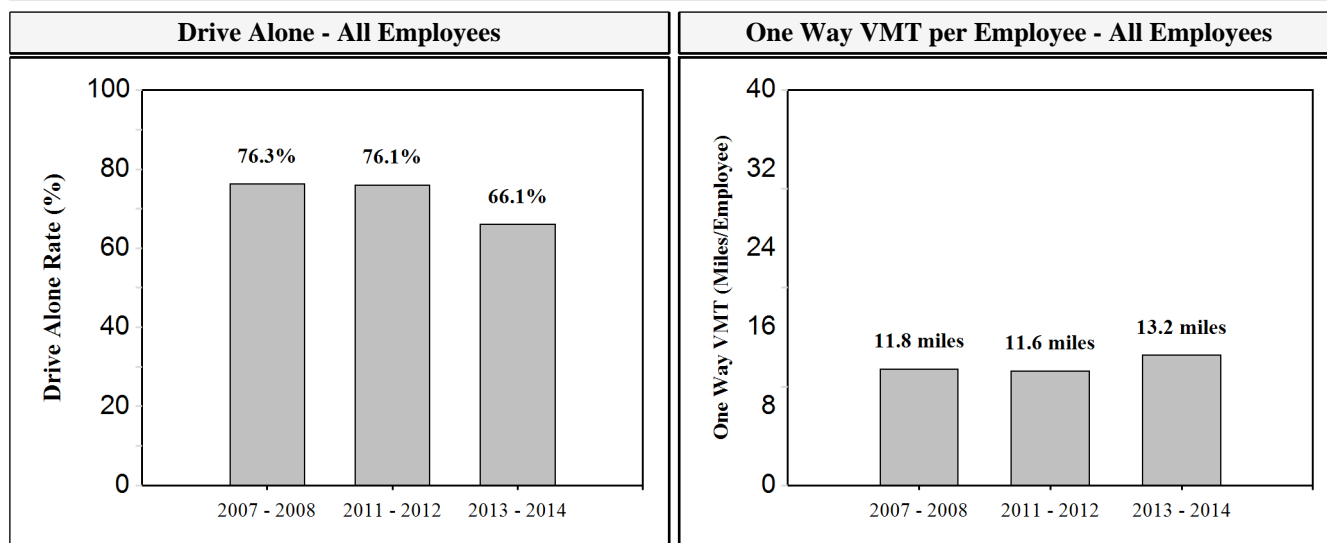 Drive Alone - All Employees
One Way VMT per Employee - All Employees
Drive Alone Rate (%)
100
80
60
40
20
0
76.3%
76.1%
66.1%
2007 - 2008
2011 - 2012
2013 - 2014
One Way VMT (Miles/Employee)
40
32
24
16
8
0
11.8 miles
11.6 miles
13.2 miles
2007 - 2008
2011 - 2012
2013 - 2014